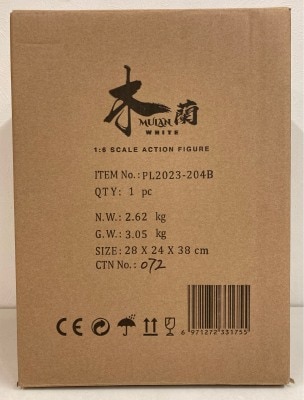 木蘭
MULAN
WHITE
1:6 SCALE ACTION FIGURE
ITEM No.: PL2023-204B
QTY: 1 pc
N.W.: 2.62 kg
G.W.: 3.05 kg
SIZE: 28 X 24 X 38 cm
CTN No.: 072
CE
6 971272 331755